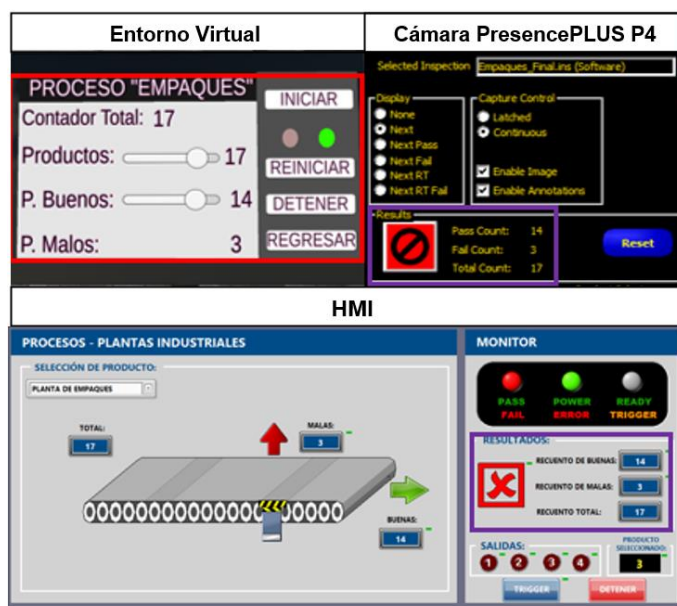 Entorno Virtual
Cámara PresencePLUS P4
PROCESO "EMPAQUES"
Contador Total: 17
Productos: 17
P. Buenos: 14
P. Malos: 3
INICIAR
REINICIAR
DETENER
REGRESAR
Selected Inspection Empaques_Final.ins (Software)
Display
None
Next
Next Pass
Next Fail
Next RT
Next RT Fail
Capture Control
Latched
Continuous
Enable Image
Enable Annotations
Results
Pass Count: 14
Fail Count: 3
Total Count: 17
Reset
HMI
PROCESOS - PLANTAS INDUSTRIALES
SELECCIÓN DE PRODUCTO:
PLANTA DE EMPAQUES
TOTAL:
17
MALAS:
3
BUENAS:
14
MONITOR
PASS POWER READY
FAIL ERROR TRIGGER
RESULTADOS:
RECUENTO DE BUENAS: 14
RECUENTO DE MALAS: 3
RECUENTO TOTAL: 17
SALIDAS:
1 2 3 4
PRODUCTO
SELECCIONADO:
3
TRIGGER
DETENER